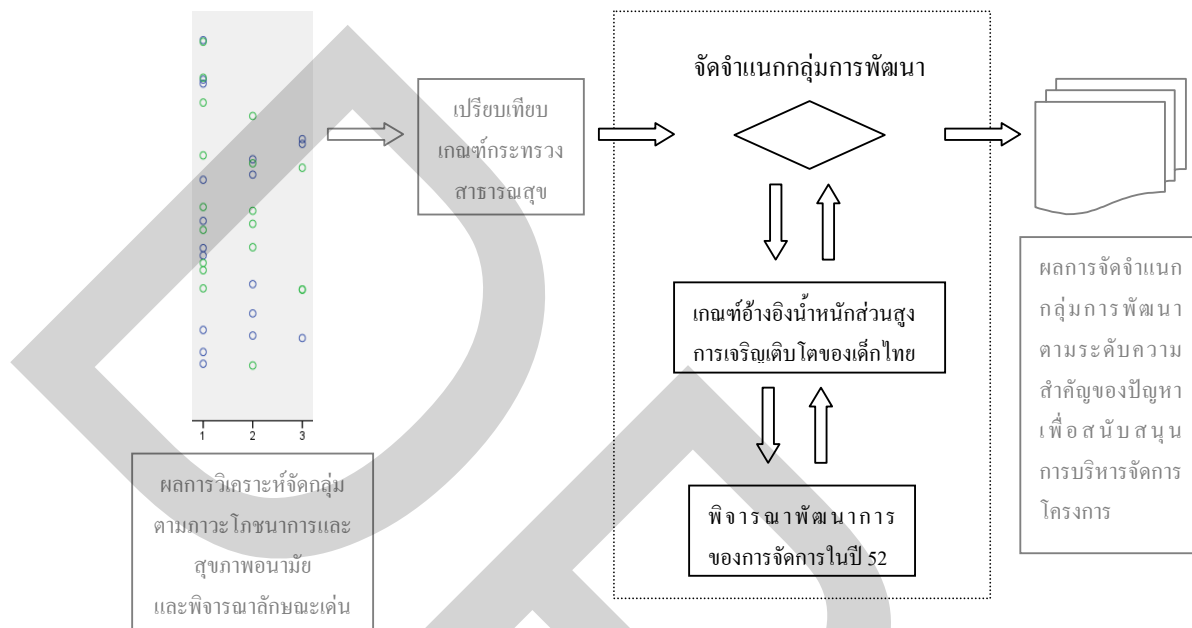 1 2 3
ผลการวิเคราะห์จัดกลุ่ม
ตามภาวะโภชนาการและ
สุขภาพอนามัย
และพิจารณาลักษณะเด่น
เปรียบเทียบ
เกณฑ์กระทรวง
สาธารณสุข
จัดจำแนกกลุ่มการพัฒนา
เกณฑ์อ้างอิงน้ำหนักส่วนสูง
การเจริญเติบโตของเด็กไทย
พิจารณาพัฒนาการ
ของการจัดการในปี 52
ผลการจัดจำแนก
กลุ่มการพัฒนา
ตามระดับความ
สำคัญของปัญหา
เพื่อสนับสนุน
การบริหารจัดการ
โครงการ